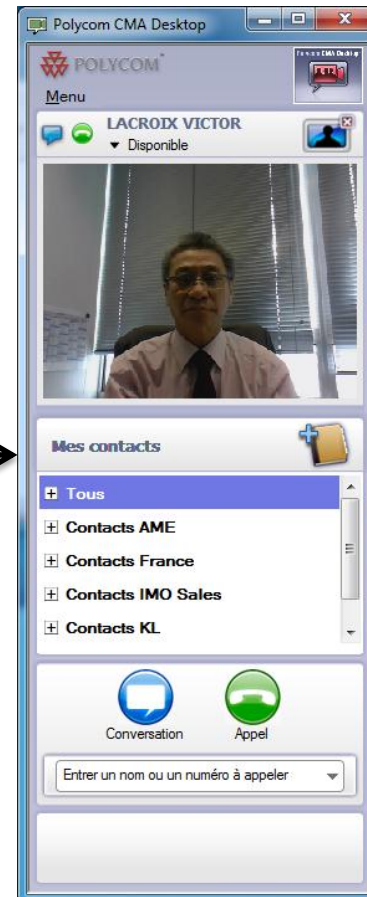 Polycom CMA Desktop
POLYCOM
Menu
LACROIX VICTOR
Disponible
Mes contacts
Tous
Contacts AME
Contacts France
Contacts IMO Sales
Contacts KL
Conversation Appel
Entrer un nom ou un numéro à appeler